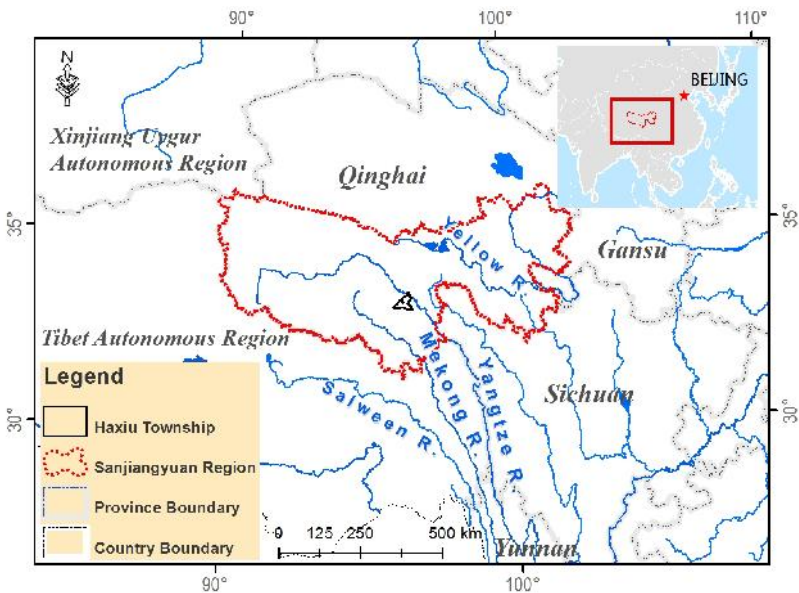 90°
100°
110°
N
BEIJING
Xinjiang Uygur
Autonomous Region
Qinghai
35°
35°
Yellow R.
Gansu
Tibet Autonomous Region
Mekong R.
Yangtze R.
Salween R.
Sichuan
30°
30°
Legend
Haxiu Township
Sanjiangyuan Region
Province Boundary
Country Boundary
0 125 250 500 km
Yunnan
90°
100°